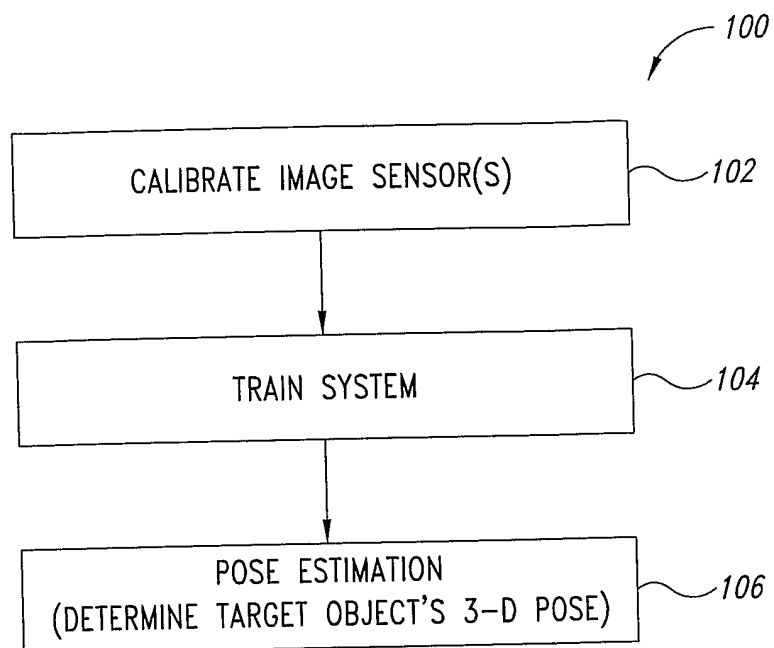 100
CALIBRATE IMAGE SENSOR(S)
102
TRAIN SYSTEM
104
POSE ESTIMATION
(DETERMINE TARGET OBJECT'S 3-D POSE)
106